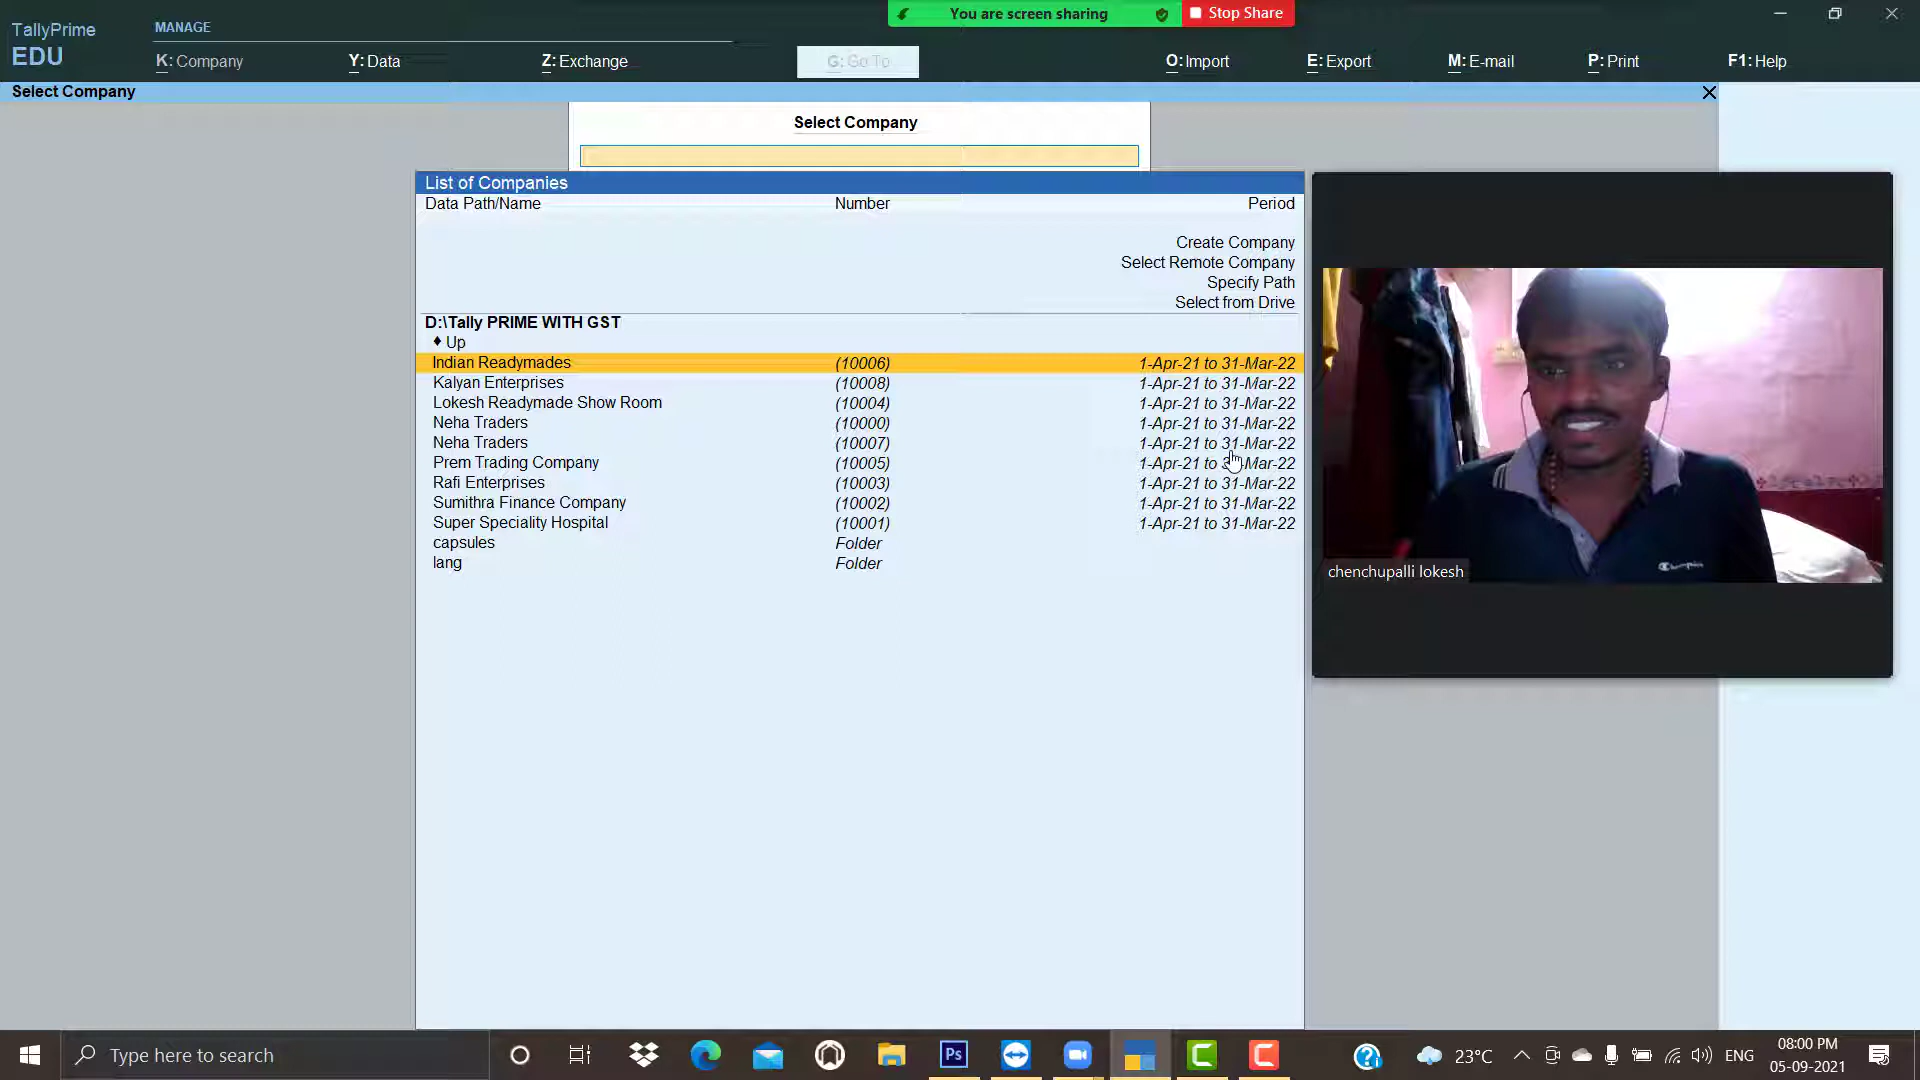 You are screen sharing Stop Share
TallyPrime MANAGE
EDU K: Company Y: Data Z: Exchange G: Go To O: Import E: Export M: E-mail P: Print F1: Help
Select Company
Select Company
List of Companies
Data Path/Name Number Period
Create Company
Select Remote Company
Specify Path
Select from Drive
D:\Tally PRIME WITH GST
♦ Up
Indian Readymades (10006) 1-Apr-21 to 31-Mar-22
Kalyan Enterprises (10008) 1-Apr-21 to 31-Mar-22
Lokesh Readymade Show Room (10004) 1-Apr-21 to 31-Mar-22
Neha Traders (10000) 1-Apr-21 to 31-Mar-22
Neha Traders (10007) 1-Apr-21 to 31-Mar-22
Prem Trading Company (10005) 1-Apr-21 to 31-Mar-22
Rafi Enterprises (10003) 1-Apr-21 to 31-Mar-22
Sumithra Finance Company (10002) 1-Apr-21 to 31-Mar-22
Super Speciality Hospital (10001) 1-Apr-21 to 31-Mar-22
capsules Folder
lang Folder
Champion
chenchupalli lokesh
Type here to search Ps 23°C ENG 08:00 PM
05-09-2021